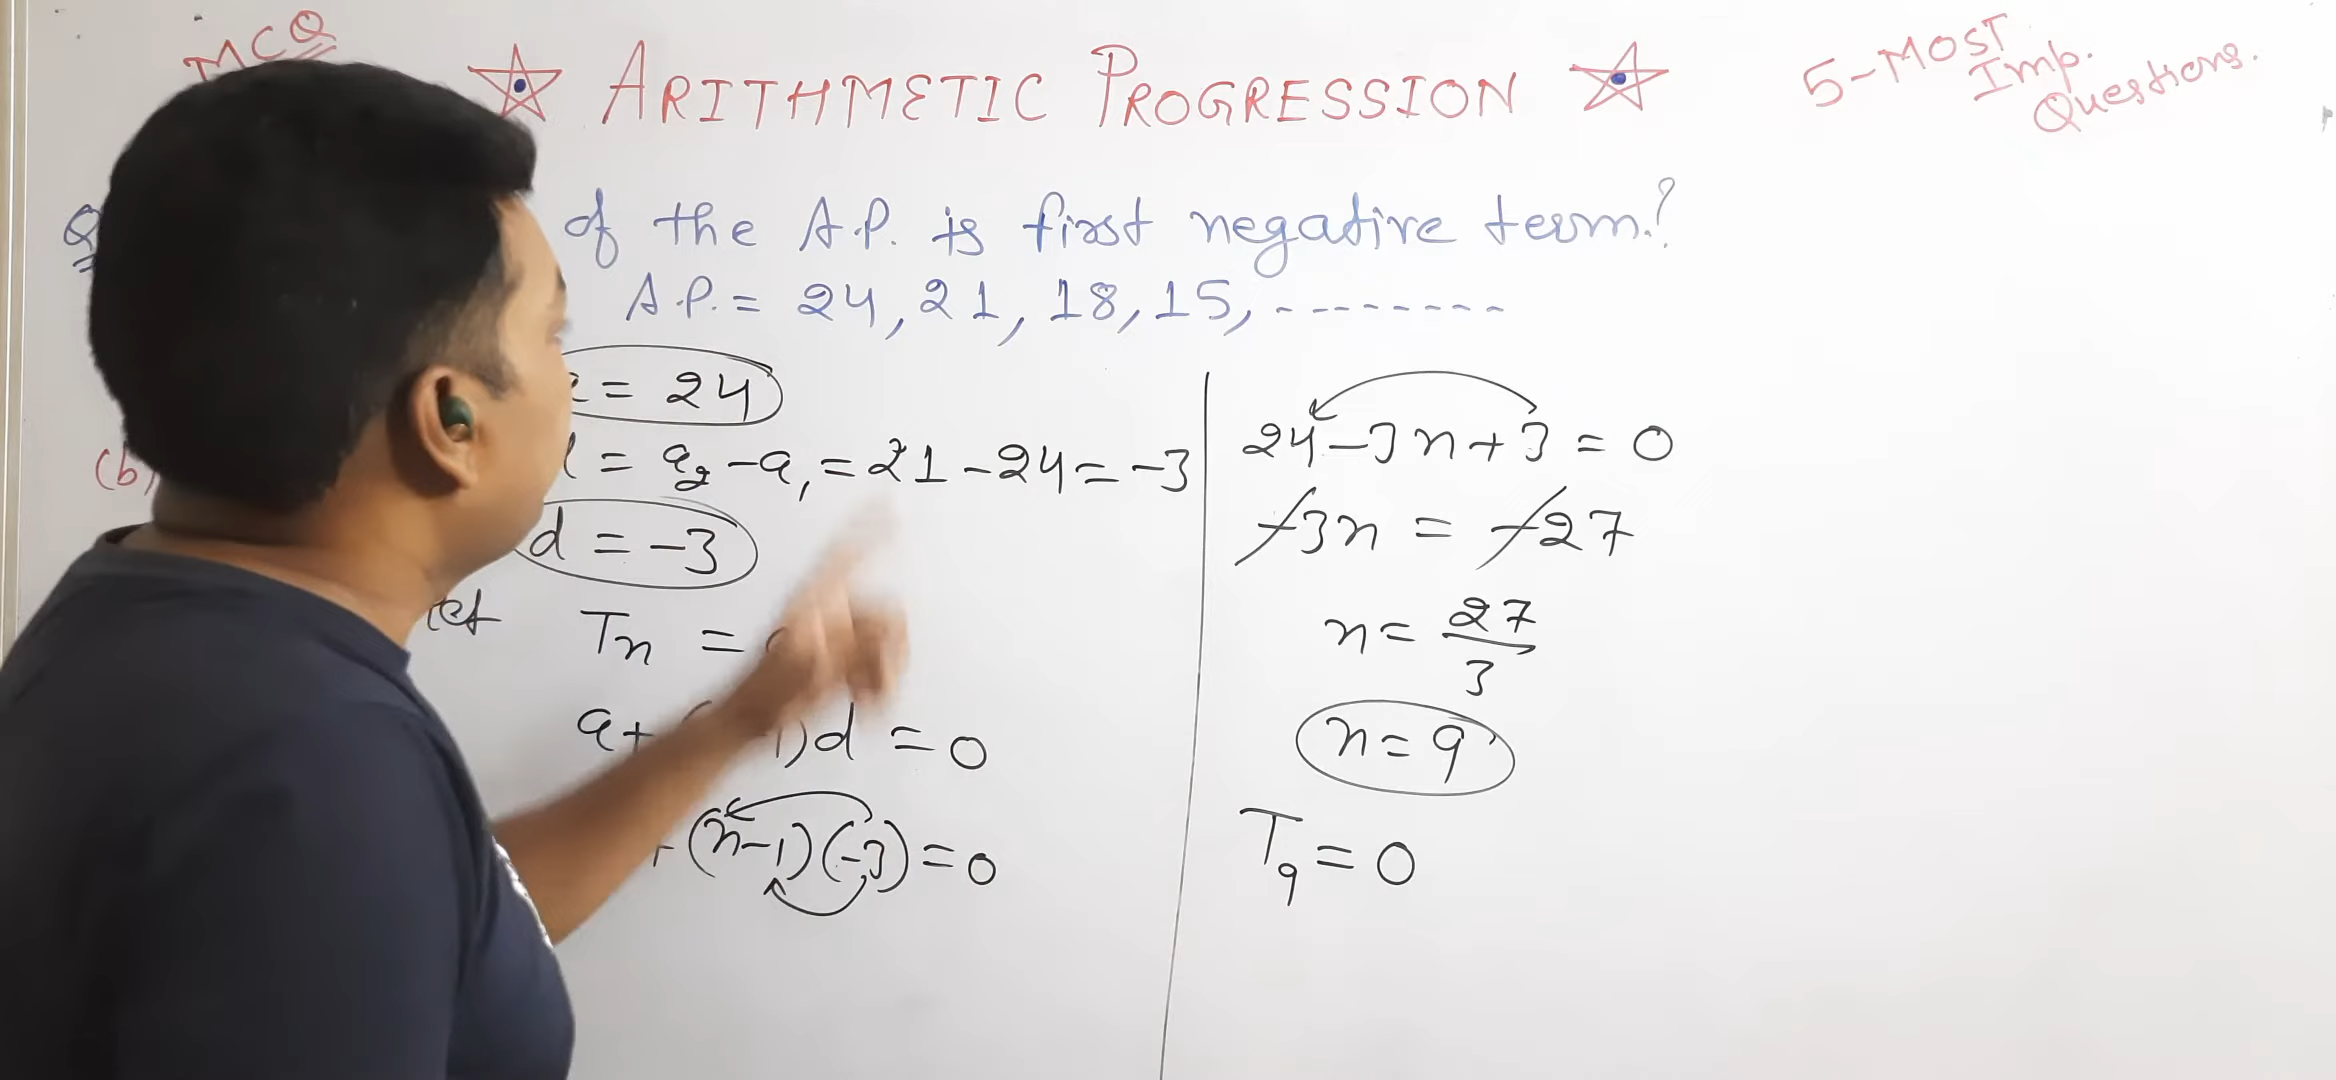 MCQ
ARITHMETIC PROGRESSION
5-MOST
Imp.
Questions.
Q
of the A.P. is first negative term?
A.P. = 24, 21, 18, 15, --------
= 24
= a₂ - a₁ = 21 - 24 = -3
(b)
d = -3
Tn =
a + 1)d = 0
(n-1)(-3) = 0
24 - 3n + 3 = 0
-3n = -27
n = 27/3
n = 9
T₉ = 0